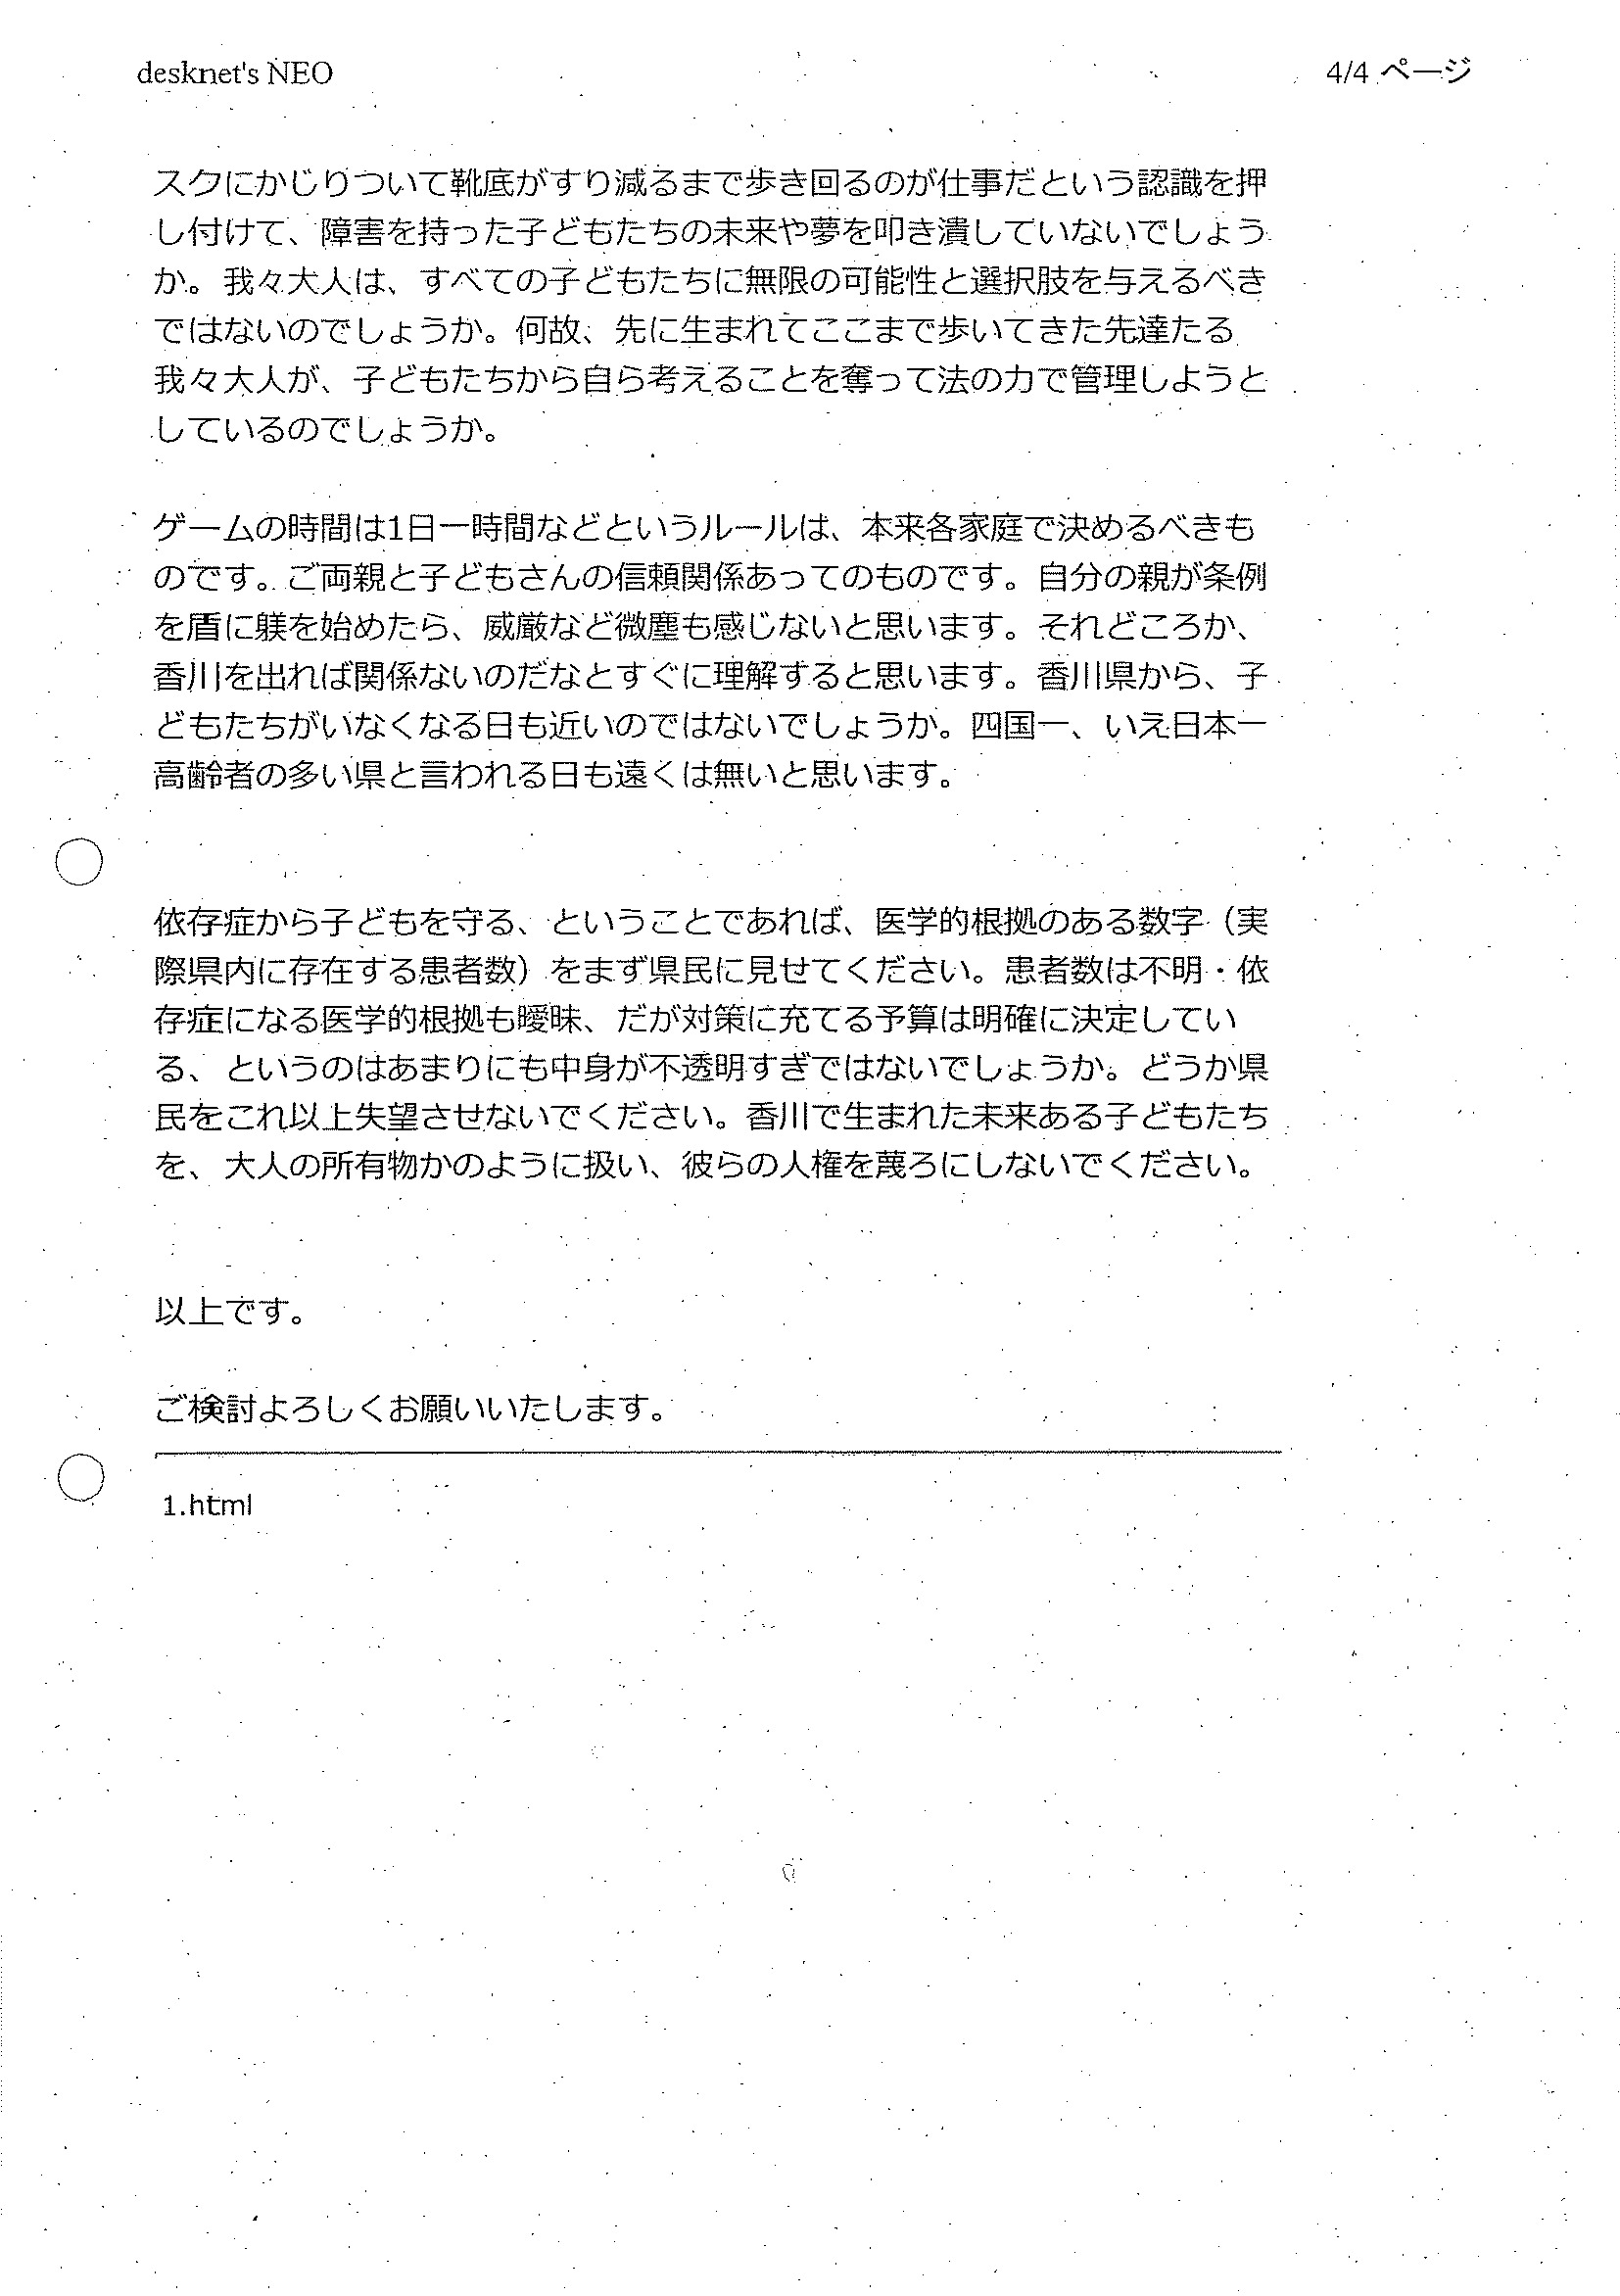 desknet's NEO
4/4 ページ
スクにかじりついて靴底がすり減るまで歩き回るのが仕事だという認識を押
し付けて、障害を持った子どもたちの未来や夢を叩き潰していないでしょう
か。我々大人は、すべての子どもたちに無限の可能性と選択肢を与えるべき
ではないのでしょうか。何故、先に生まれてここまで歩いてきた先達たる
我々大人が、子どもたちから自ら考えることを奪って法の力で管理しようと
しているのでしょうか。
ゲームの時間は1日一時間などというルールは、本来各家庭で決めるべきも
のです。ご両親と子どもさんの信頼関係あってのものです。自分の親が条例
を盾に躾を始めたら、威厳など微塵も感じないと思います。それどころか、
香川を出れば関係ないのだなとすぐに理解すると思います。香川県から、子
どもたちがいなくなる日も近いのではないでしょうか。四国一、いえ日本一
高齢者の多い県と言われる日も遠くは無いと思います。
依存症から子どもを守る、ということであれば、医学的根拠のある数字（実
際県内に存在する患者数）をまず県民に見せてください。患者数は不明・依
存症になる医学的根拠も曖昧、だが対策に充てる予算は明確に決定してい
る、というのはあまりにも中身が不透明すぎではないでしょうか。どうか県
民をこれ以上失望させないでください。香川で生まれた未来ある子どもたち
を、大人の所有物かのように扱い、彼らの人権を蔑ろにしないでください。
以上です。
ご検討よろしくお願いいたします。
1.html